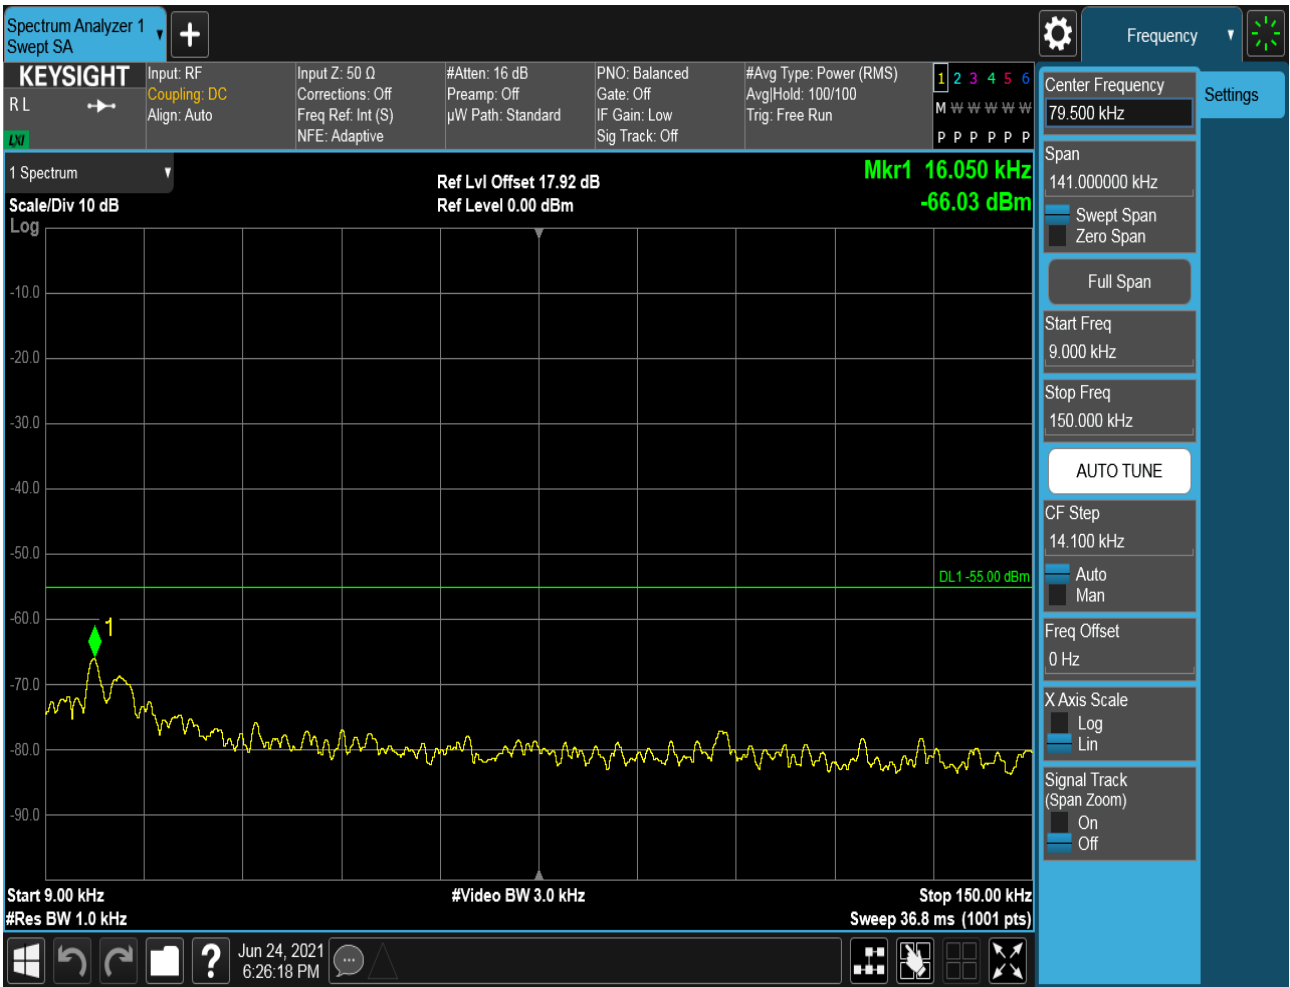 Spectrum Analyzer 1
Swept SA
Frequency
KEYSIGHT
R L
LXI
Input: RF
Coupling: DC
Align: Auto
Input Z: 50 Ω
Corrections: Off
Freq Ref: Int (S)
NFE: Adaptive
#Atten: 16 dB
Preamp: Off
µW Path: Standard
PNO: Balanced
Gate: Off
IF Gain: Low
Sig Track: Off
#Avg Type: Power (RMS)
Avg|Hold: 100/100
Trig: Free Run
1 2 3 4 5 6
M W W W W W
P P P P P P
1 Spectrum
Scale/Div 10 dB
Log
Ref Lvl Offset 17.92 dB
Ref Level 0.00 dBm
Mkr1 16.050 kHz
-66.03 dBm
-10.0
-20.0
-30.0
-40.0
-50.0
DL1 -55.00 dBm
-60.0
1
-70.0
-80.0
-90.0
Start 9.00 kHz
#Res BW 1.0 kHz
#Video BW 3.0 kHz
Stop 150.00 kHz
Sweep 36.8 ms (1001 pts)
Jun 24, 2021
6:26:18 PM
Center Frequency
79.500 kHz
Settings
Span
141.000000 kHz
Swept Span
Zero Span
Full Span
Start Freq
9.000 kHz
Stop Freq
150.000 kHz
AUTO TUNE
CF Step
14.100 kHz
Auto
Man
Freq Offset
0 Hz
X Axis Scale
Log
Lin
Signal Track
(Span Zoom)
On
Off